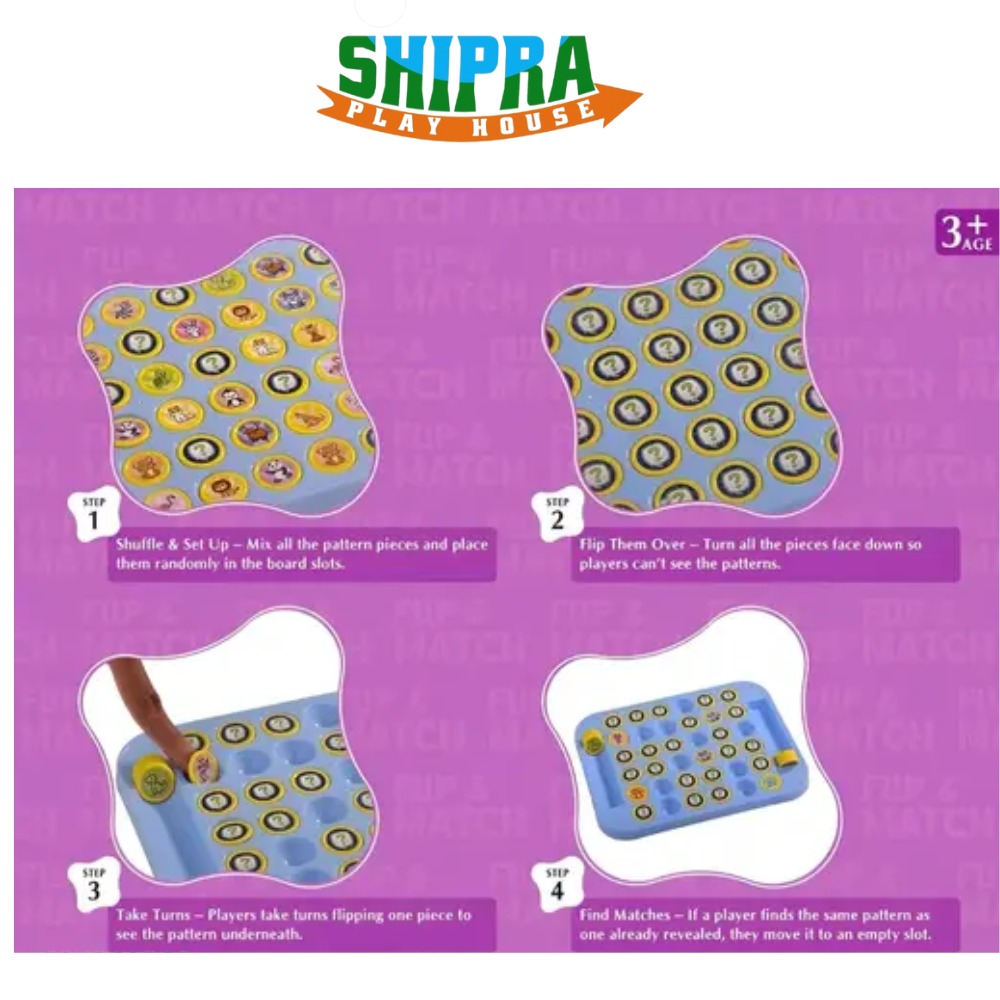 SHIPRA
PLAY HOUSE
3+
AGE
STEP
1
Shuffle & Set Up – Mix all the pattern pieces and place
them randomly in the board slots.
STEP
2
Flip Them Over – Turn all the pieces face down so
players can't see the patterns.
STEP
3
Take Turns – Players take turns flipping one piece to
see the pattern underneath.
STEP
4
Find Matches – If a player finds the same pattern as
one already revealed, they move it to an empty slot.